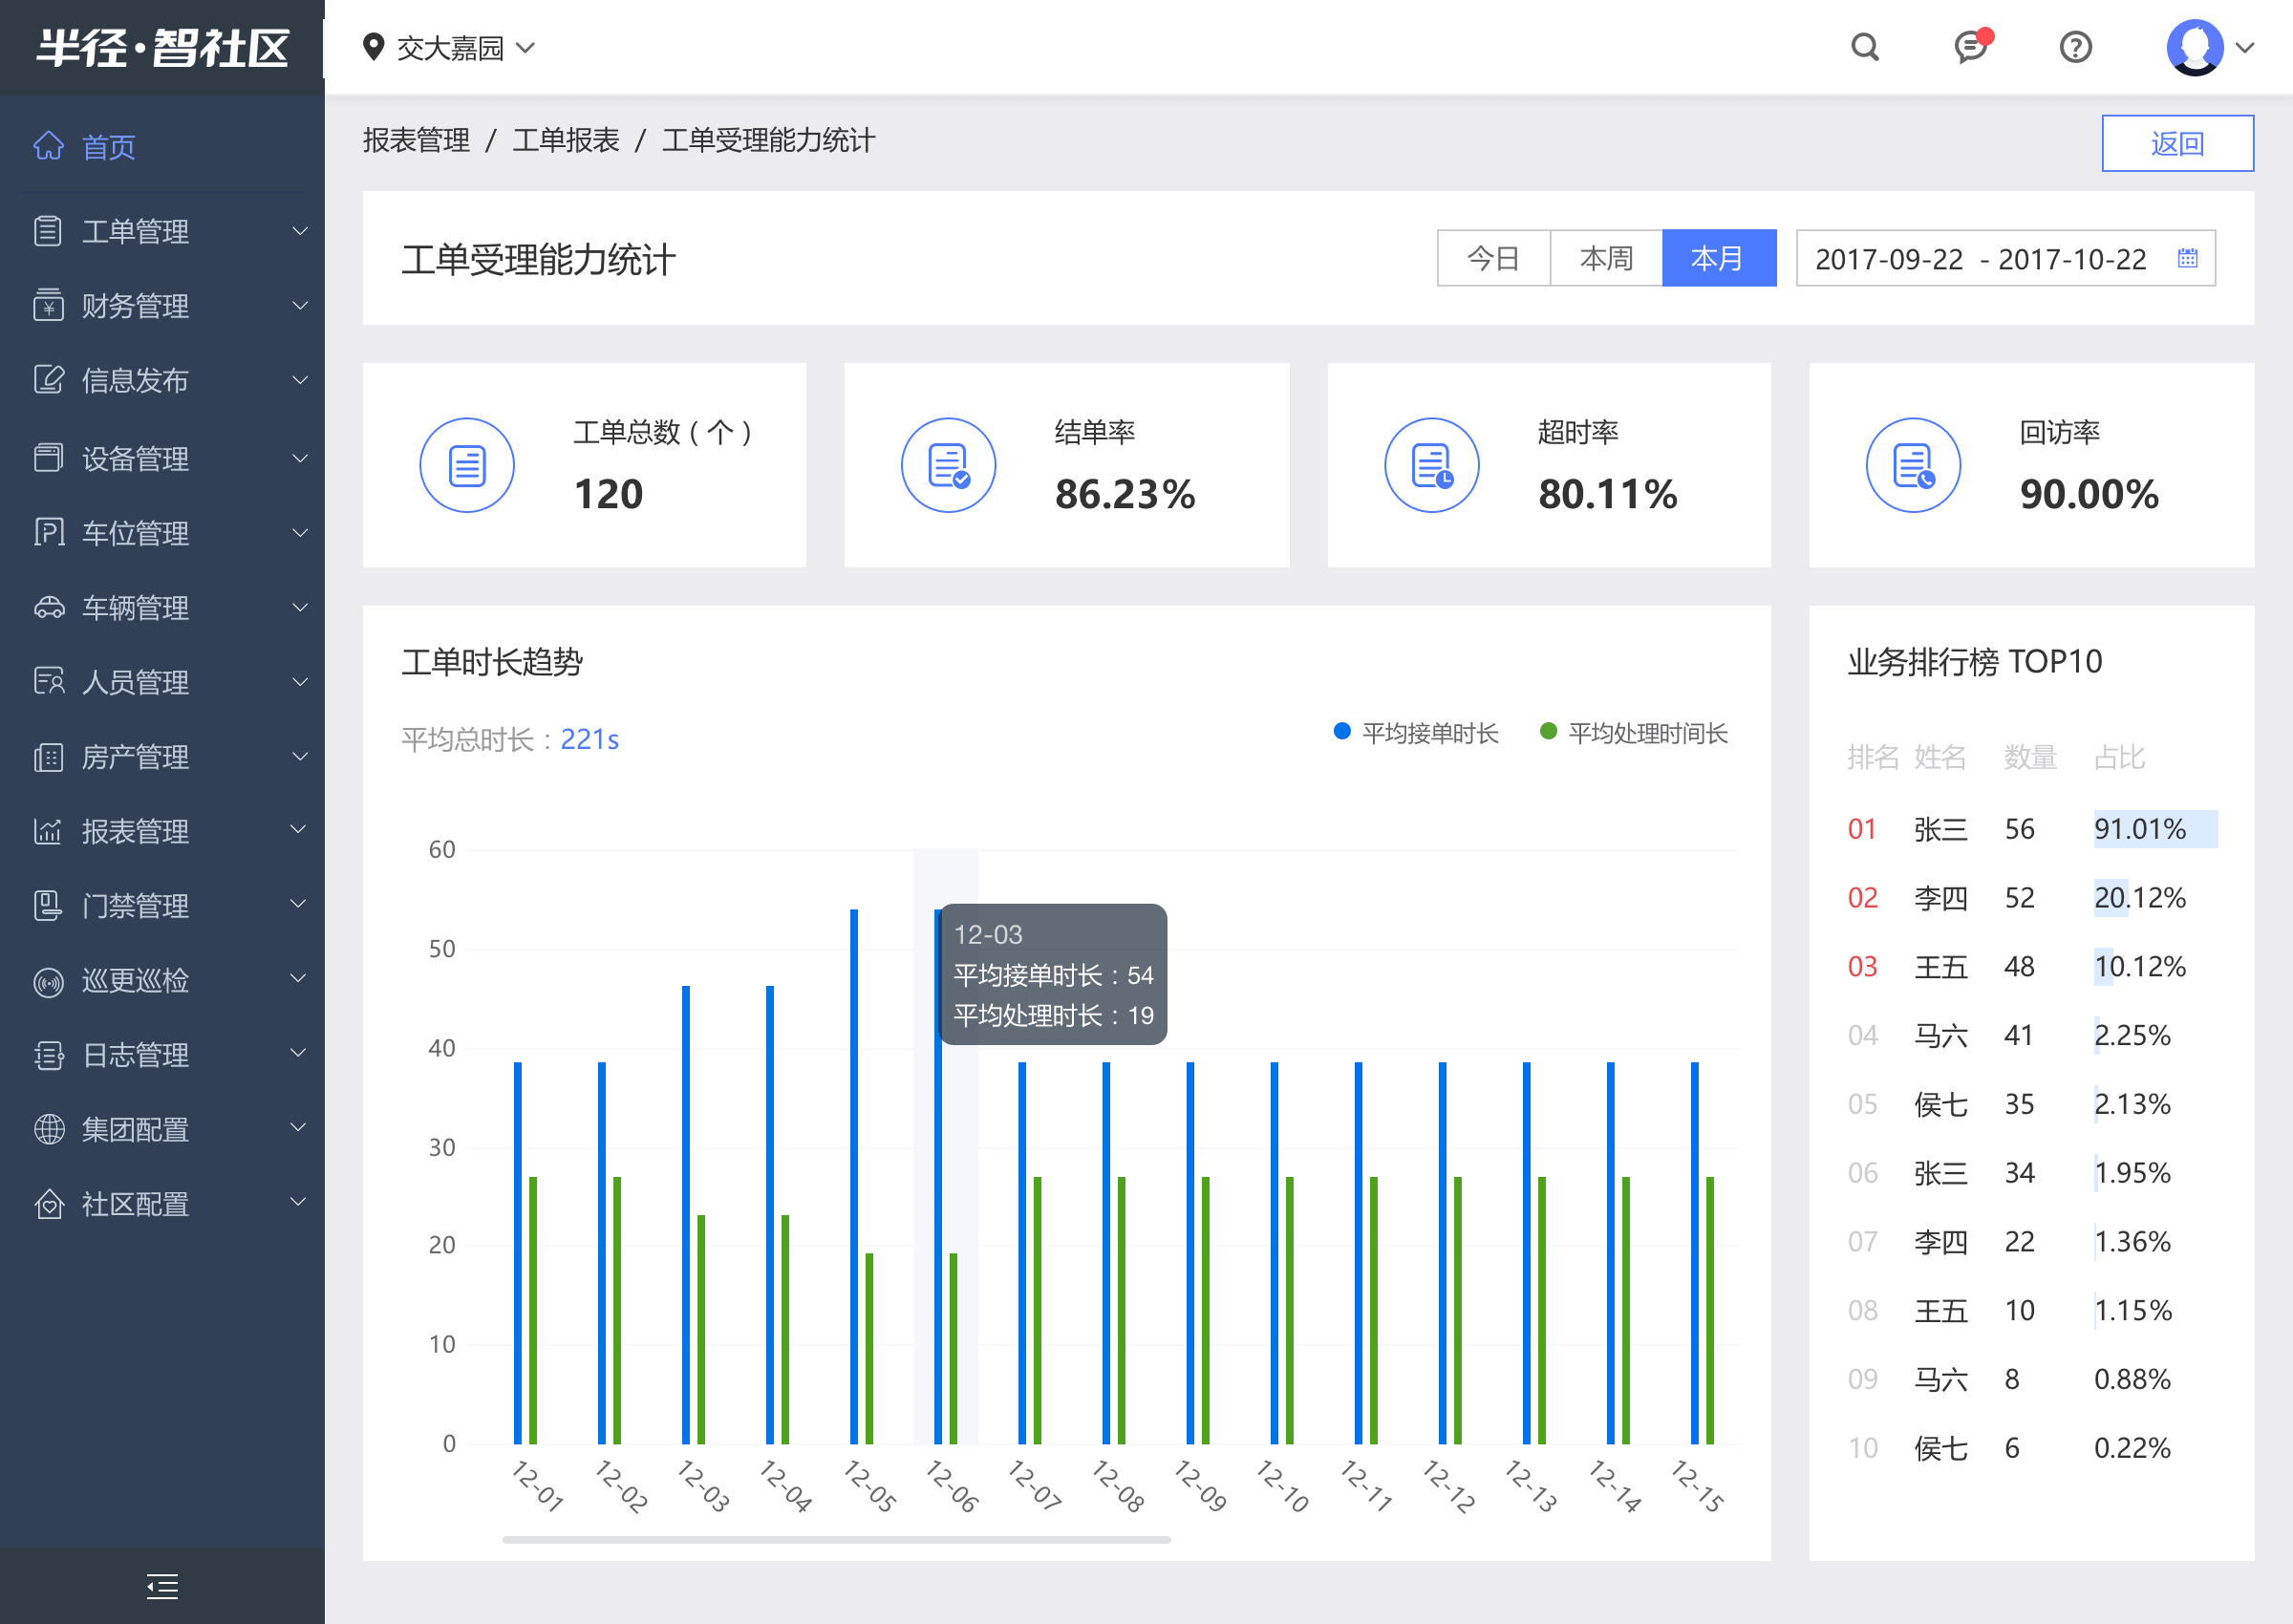 半径·智社区
交大嘉园
首页
工单管理
财务管理
信息发布
设备管理
车位管理
车辆管理
人员管理
房产管理
报表管理
门禁管理
巡更巡检
日志管理
集团配置
社区配置
报表管理 / 工单报表 / 工单受理能力统计
返回
工单受理能力统计
今日 本周 本月 2017-09-22 - 2017-10-22
工单总数（个）
120
结单率
86.23%
超时率
80.11%
回访率
90.00%
工单时长趋势
平均总时长：221s
平均接单时长 平均处理时间长
60
50
40
30
20
10
0
12-03
平均接单时长：54
平均处理时长：19
12-01 12-02 12-03 12-04 12-05 12-06 12-07 12-08 12-09 12-10 12-11 12-12 12-13 12-14 12-15
业务排行榜 TOP10
排名 姓名 数量 占比
01 张三 56 91.01%
02 李四 52 20.12%
03 王五 48 10.12%
04 马六 41 2.25%
05 侯七 35 2.13%
06 张三 34 1.95%
07 李四 22 1.36%
08 王五 10 1.15%
09 马六 8 0.88%
10 侯七 6 0.22%